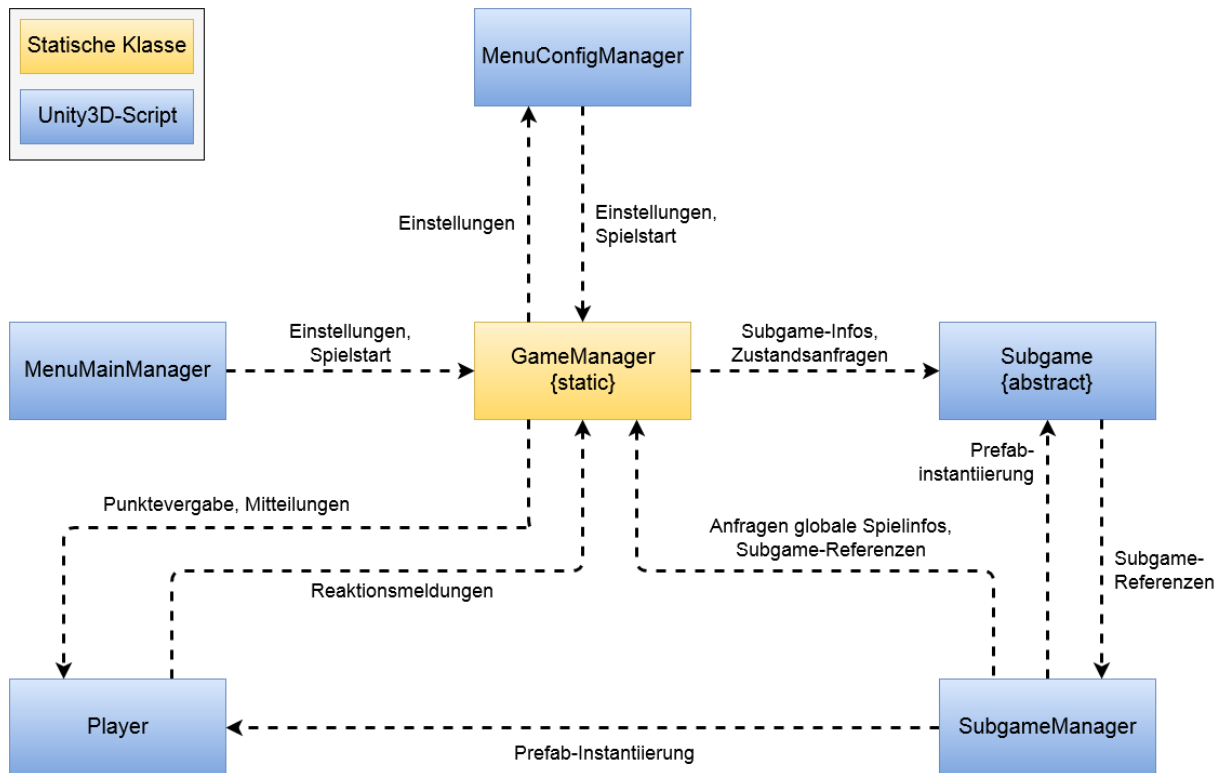 Statische Klasse
Unity3D-Script
MenuConfigManager
Einstellungen
Einstellungen,
Spielstart
MenuMainManager
Einstellungen,
Spielstart
GameManager
{static}
Subgame-Infos,
Zustandsanfragen
Subgame
{abstract}
Prefab-
instantiierung
Punktevergabe, Mitteilungen
Anfragen globale Spielinfos,
Subgame-Referenzen
Subgame-
Referenzen
Reaktionsmeldungen
Player
Prefab-Instantiierung
SubgameManager